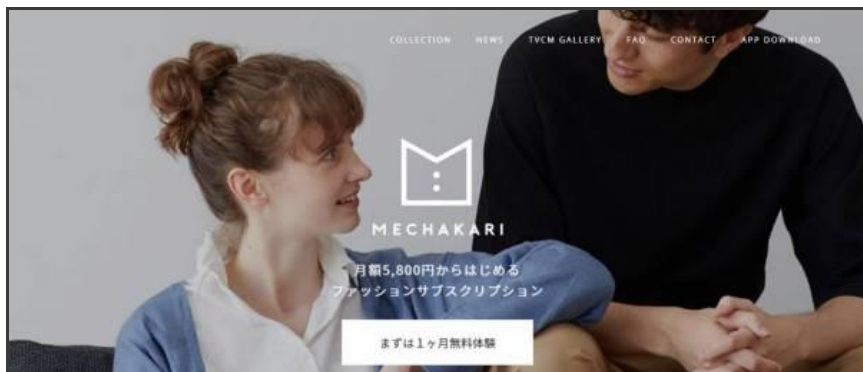 COLLECTION NEWS TVCM GALLERY FAQ CONTACT APP DOWNLOAD
MECHAKARI
月額5,800円からはじめる
ファッションサブスクリプション
まずは1ヶ月無料体験